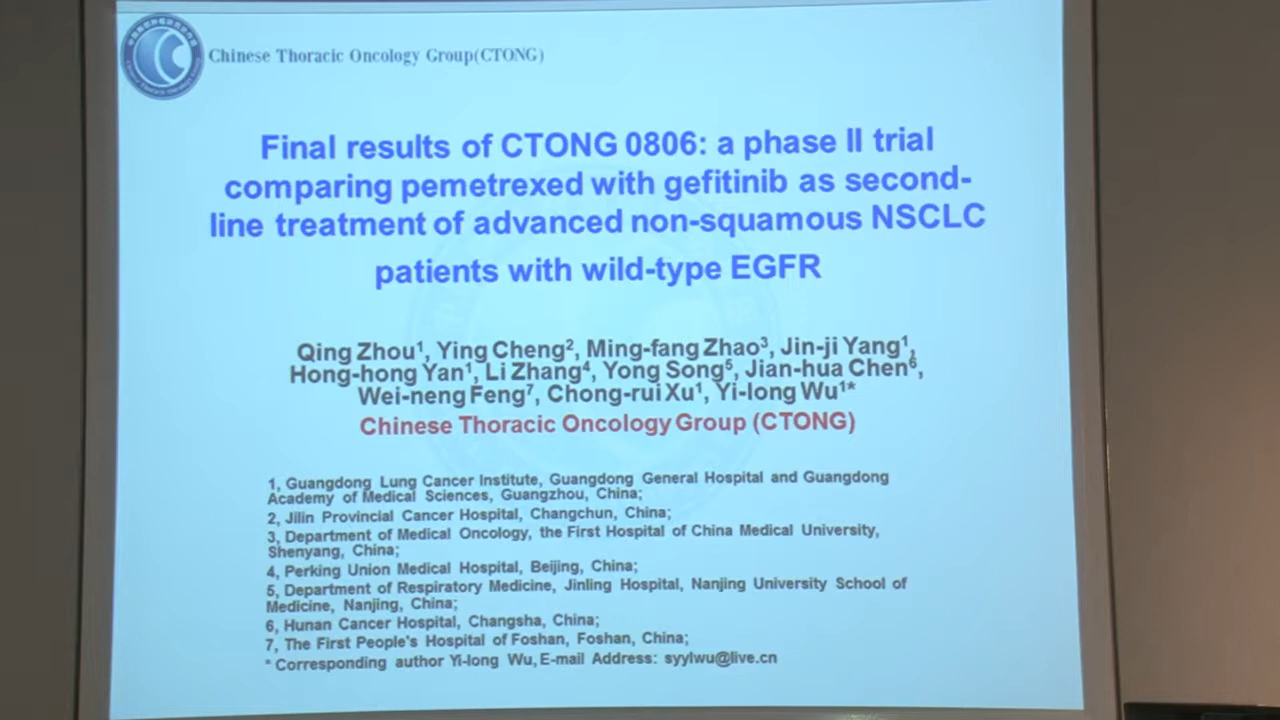 Chinese Thoracic Oncology Group(CTONG)
Final results of CTONG 0806: a phase II trial
comparing pemetrexed with gefitinib as second-
line treatment of advanced non-squamous NSCLC
patients with wild-type EGFR
Qing Zhou¹, Ying Cheng², Ming-fang Zhao³, Jin-ji Yang¹,
Hong-hong Yan¹, Li Zhang⁴, Yong Song⁵, Jian-hua Chen⁶,
Wei-neng Feng⁷, Chong-rui Xu¹, Yi-long Wu¹*
Chinese Thoracic Oncology Group (CTONG)
1, Guangdong Lung Cancer Institute, Guangdong General Hospital and Guangdong
Academy of Medical Sciences, Guangzhou, China;
2, Jilin Provincial Cancer Hospital, Changchun, China;
3, Department of Medical Oncology, the First Hospital of China Medical University,
Shenyang, China;
4, Perking Union Medical Hospital, Beijing, China;
5, Department of Respiratory Medicine, Jinling Hospital, Nanjing University School of
Medicine, Nanjing, China;
6, Hunan Cancer Hospital, Changsha, China;
7, The First People's Hospital of Foshan, Foshan, China;
* Corresponding author Yi-long Wu, E-mail Address: syylwu@live.cn